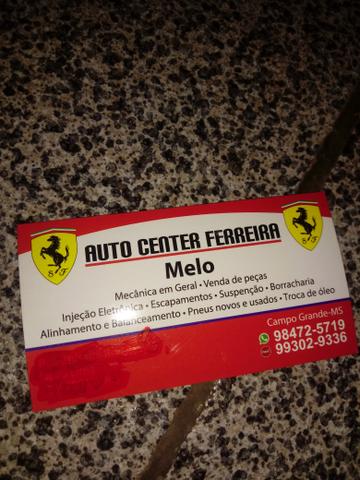 AUTO CENTER FERREIRA
Melo
Mecânica em Geral • Venda de peças
Injeção Eletrônica • Escapamentos • Suspenção • Borracharia
Alinhamento e Balanceamento • Pneus novos e usados • Troca de óleo
Campo Grande-MS
98472-5719
99302-9336
S F
S F